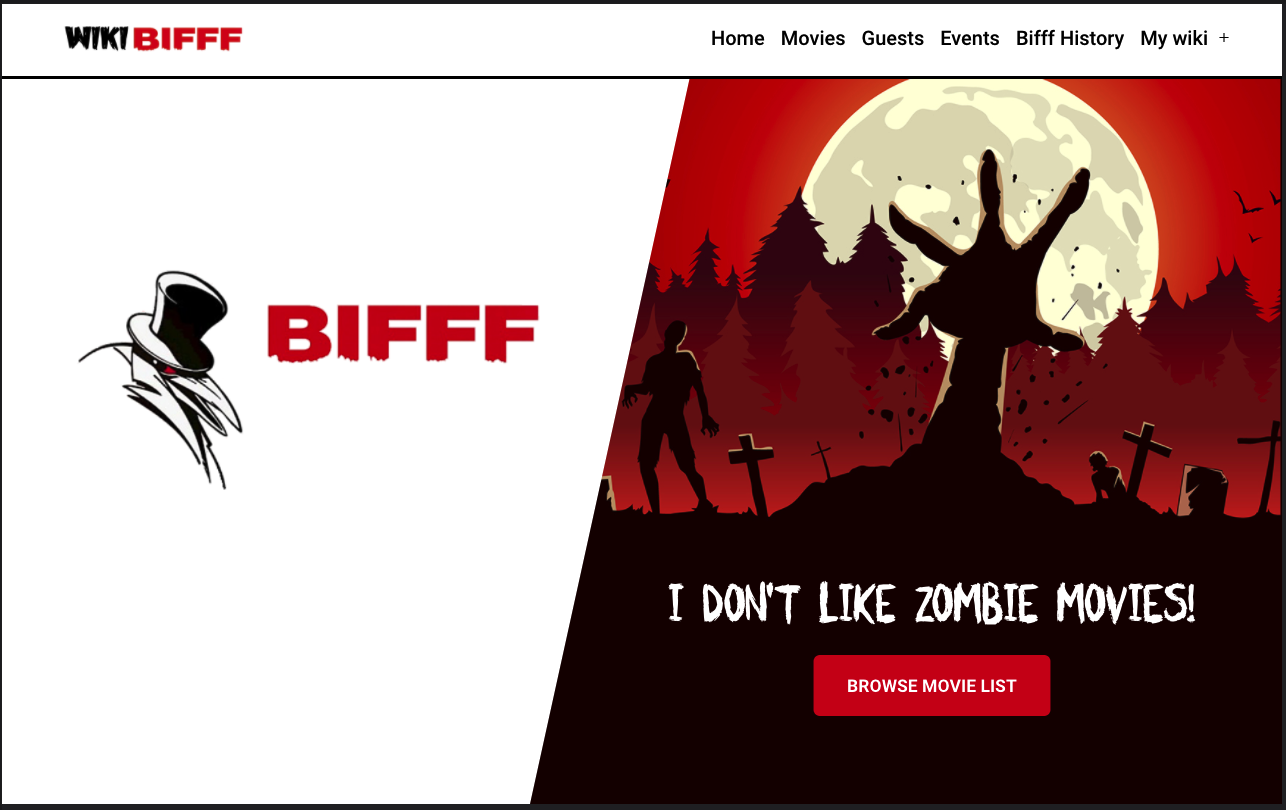 WIKI BIFFF
Home Movies Guests Events Bifff History My wiki +
BIFFF
I DON'T LIKE ZOMBIE MOVIES!
BROWSE MOVIE LIST